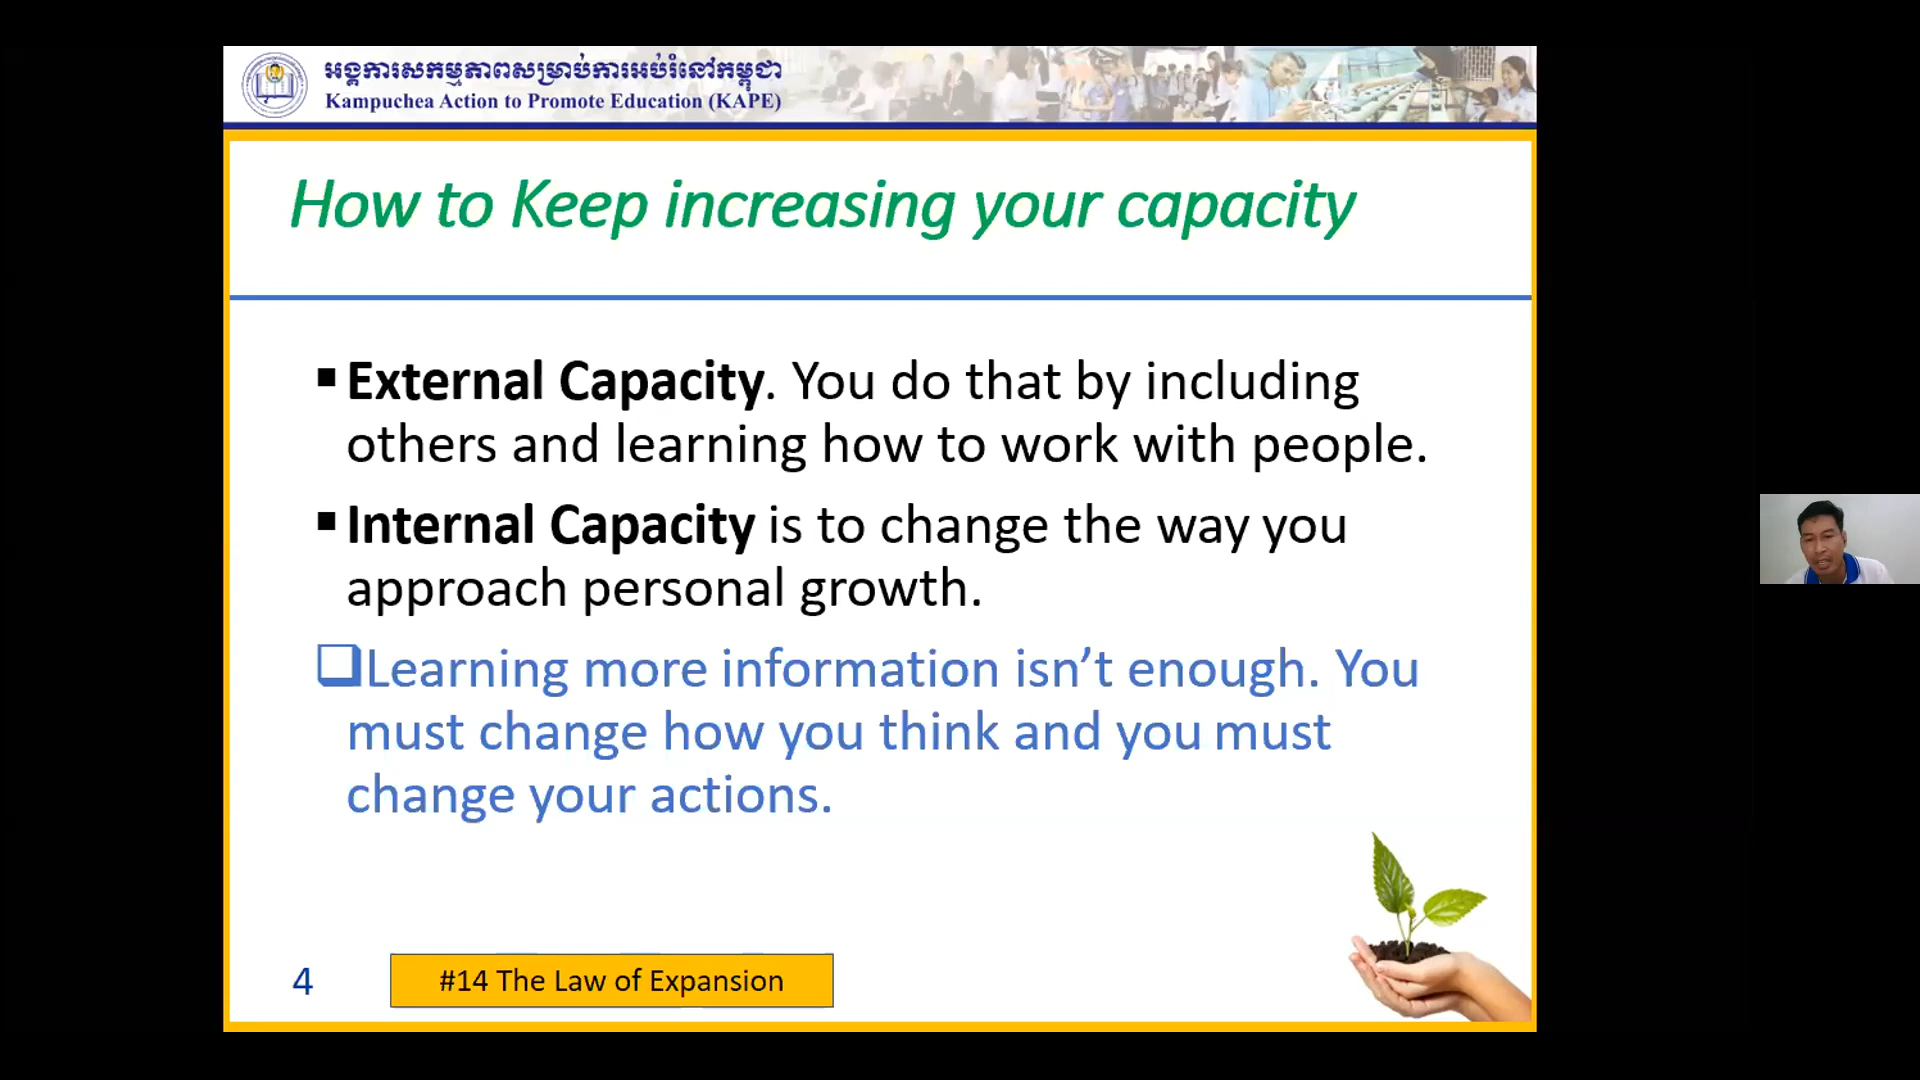 អង្គការសកម្មភាពសម្រាប់ការអប់រំនៅកម្ពុជា
Kampuchea Action to Promote Education (KAPE)
How to Keep increasing your capacity
▪External Capacity. You do that by including
others and learning how to work with people.
▪Internal Capacity is to change the way you
approach personal growth.
❑Learning more information isn’t enough. You
must change how you think and you must
change your actions.
4
#14 The Law of Expansion